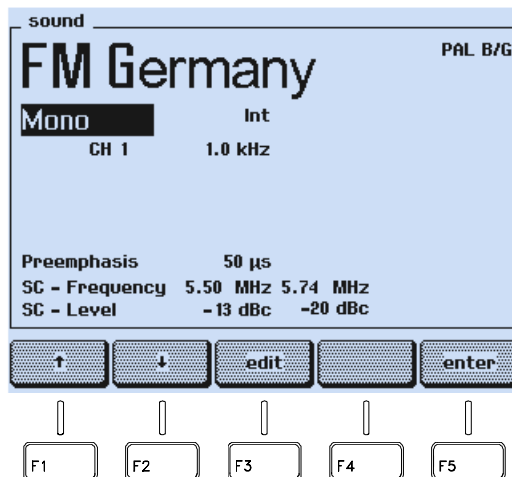 sound
FM Germany PAL B/G
Mono Int
CH 1 1.0 kHz
Preemphasis 50 µs
SC - Frequency 5.50 MHz 5.74 MHz
SC - Level -13 dBc -20 dBc
↑ ↓ edit enter
F1 F2 F3 F4 F5